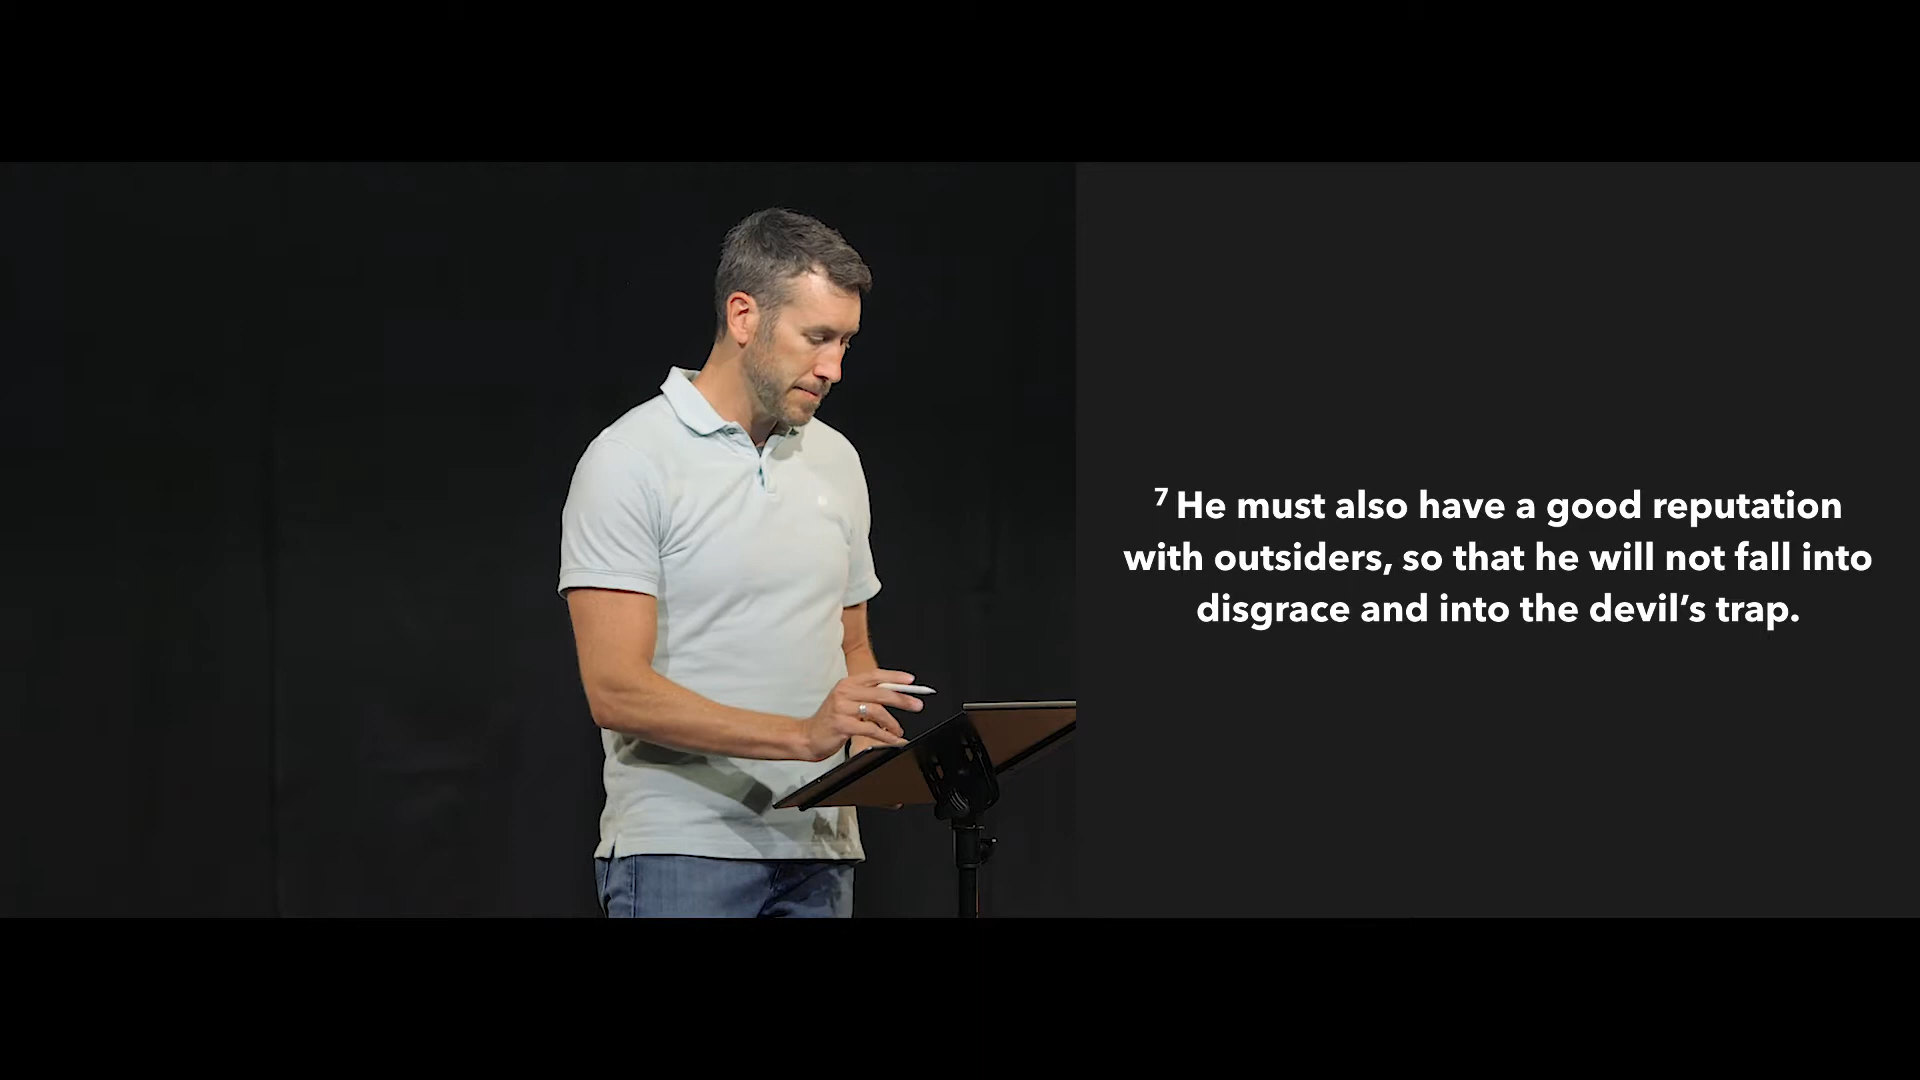 ⁷ He must also have a good reputation
with outsiders, so that he will not fall into
disgrace and into the devil’s trap.